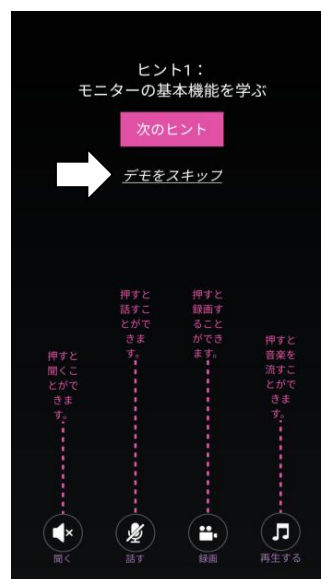 ヒント1：
モニターの基本機能を学ぶ
次のヒント
デモをスキップ
押すと
聞くこ
とがで
きま
す。
押すと
話すこ
とがで
きま
す。
押すと
録画す
ること
ができ
ます。
押すと
音楽を
流すこ
とがで
きま
す。
聞く
話す
録画
再生する